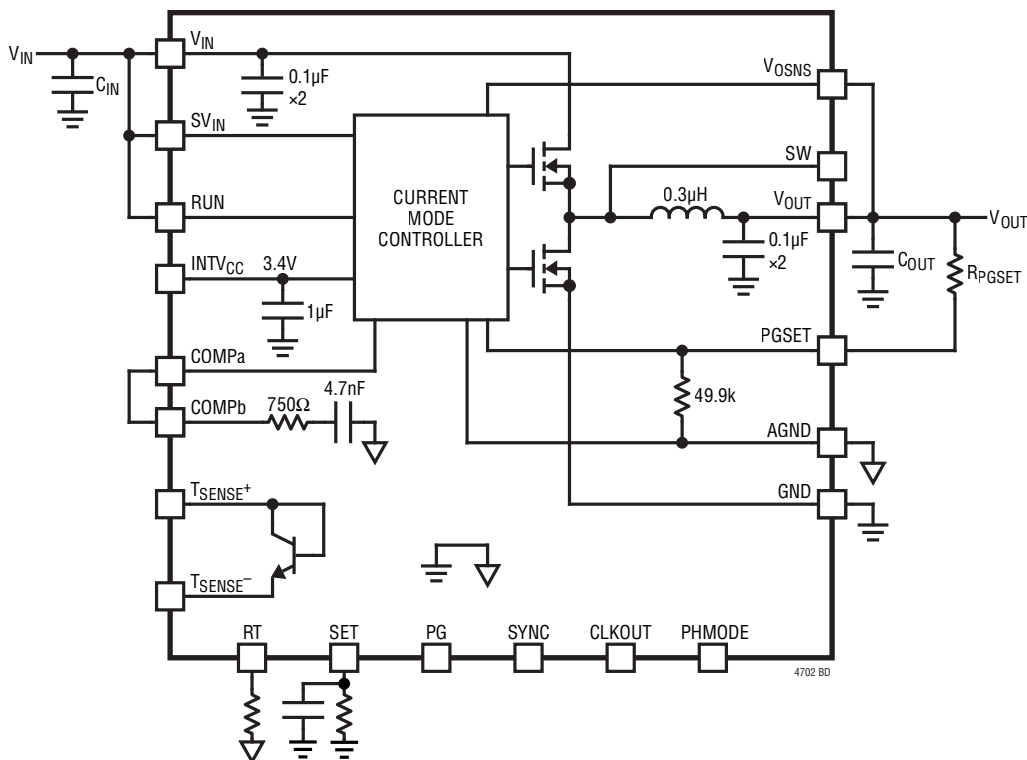 VIN
VIN
CIN
0.1µF
×2
SVIN
RUN
INTVCC
3.4V
1µF
COMPa
COMPb
750Ω
4.7nF
TSENSE+
TSENSE–
CURRENT
MODE
CONTROLLER
VOSNS
SW
0.3µH
VOUT
0.1µF
×2
VOUT
COUT
RPGSET
PGSET
49.9k
AGND
GND
RT
SET
PG
SYNC
CLKOUT
PHMODE
4702 BD